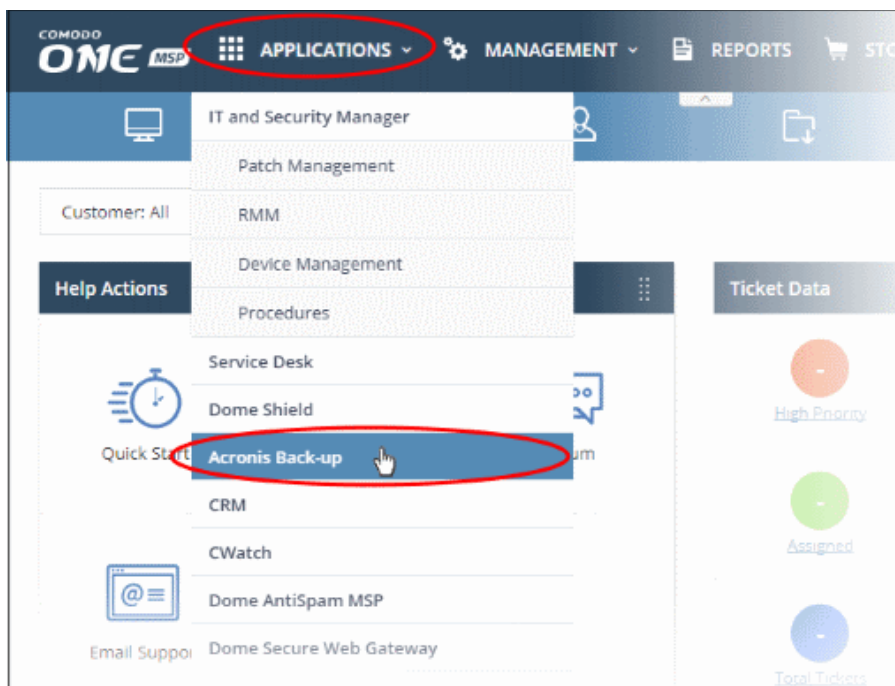 COMODO
ONE MSP
APPLICATIONS
MANAGEMENT
REPORTS
STO
IT and Security Manager
Patch Management
Customer: All
RMM
Device Management
Help Actions
Ticket Data
Procedures
Service Desk
Dome Shield
High Priority
Quick Start
Acronis Back-up
um
CRM
CWatch
Assigned
@
Dome AntiSpam MSP
Email Suppo
Dome Secure Web Gateway
Total Tickets